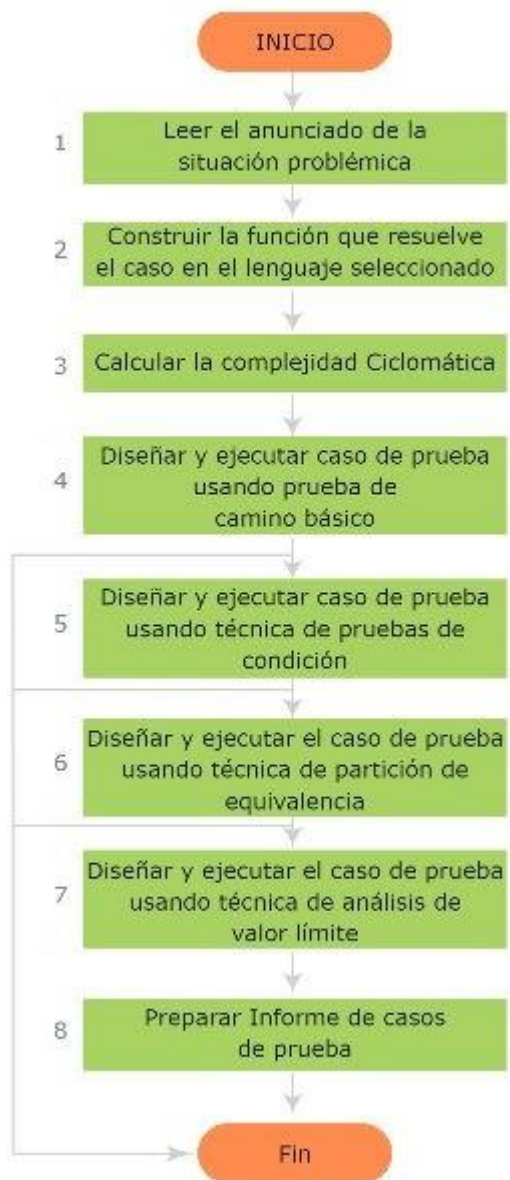 INICIO
1
Leer el anunciado de la
situación problémica
2
Construir la función que resuelve
el caso en el lenguaje seleccionado
3
Calcular la complejidad Ciclomática
4
Diseñar y ejecutar caso de prueba
usando prueba de
camino básico
5
Diseñar y ejecutar caso de prueba
usando técnica de pruebas de
condición
6
Diseñar y ejecutar el caso de prueba
usando técnica de partición de
equivalencia
7
Diseñar y ejecutar el caso de prueba
usando técnica de análisis de
valor límite
8
Preparar Informe de casos
de prueba
Fin